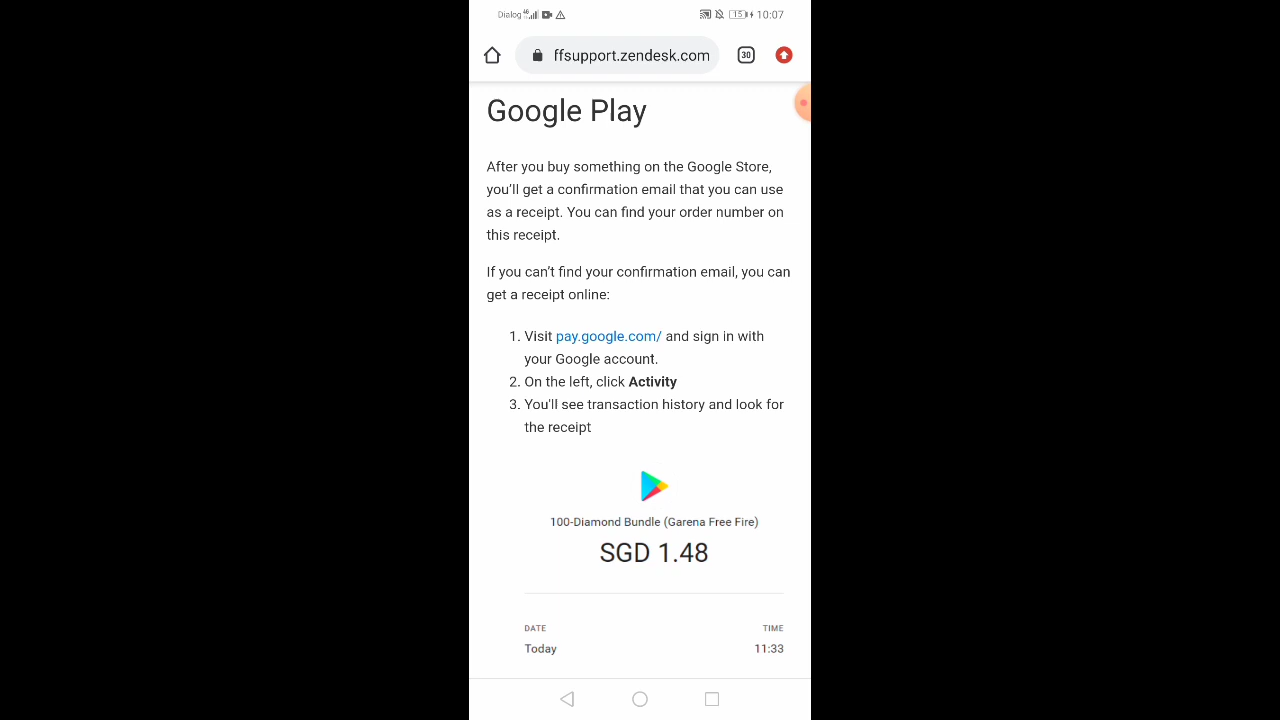 Dialog 4G 15 10:07
ffsupport.zendesk.com 30
Google Play
After you buy something on the Google Store,
you'll get a confirmation email that you can use
as a receipt. You can find your order number on
this receipt.
If you can't find your confirmation email, you can
get a receipt online:
1. Visit pay.google.com/ and sign in with
your Google account.
2. On the left, click Activity
3. You'll see transaction history and look for
the receipt
100-Diamond Bundle (Garena Free Fire)
SGD 1.48
DATE TIME
Today 11:33